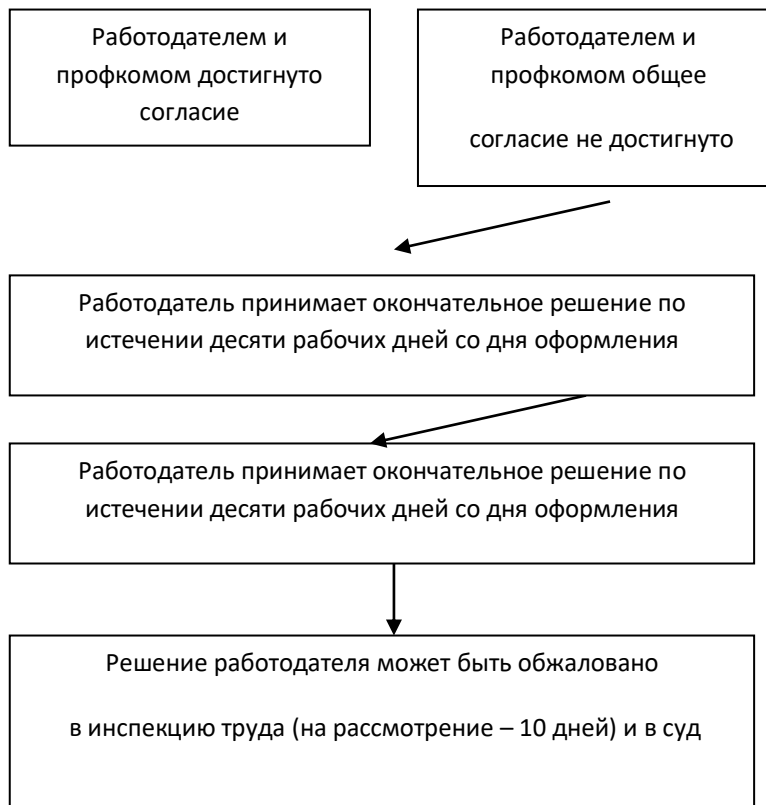 Работодателем и
профкомом достигнуто
согласие
Работодателем и
профкомом общее
согласие не достигнуто
Работодатель принимает окончательное решение по
истечении десяти рабочих дней со дня оформления
Работодатель принимает окончательное решение по
истечении десяти рабочих дней со дня оформления
Решение работодателя может быть обжаловано
в инспекцию труда (на рассмотрение – 10 дней) и в суд